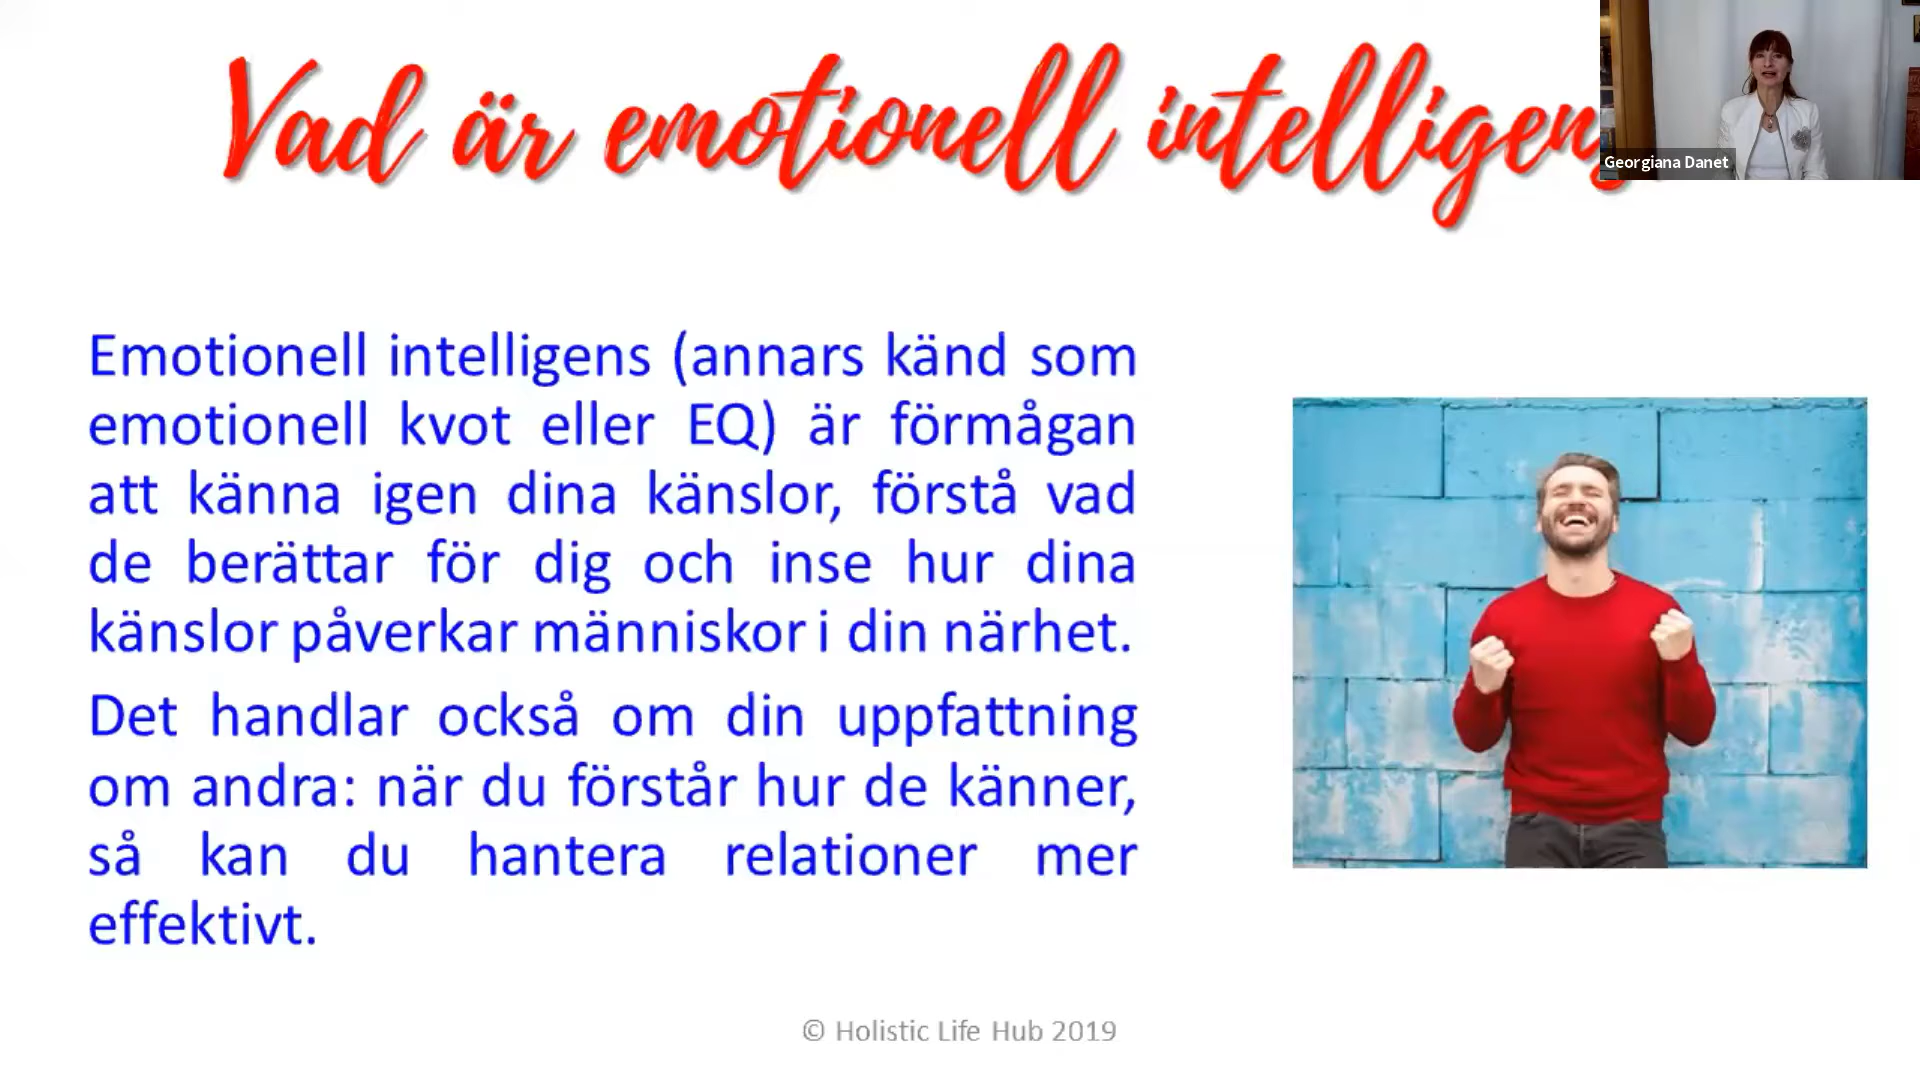 Vad är emotionell intelligens
Georgiana Danet
Emotionell intelligens (annars känd som
emotionell kvot eller EQ) är förmågan
att känna igen dina känslor, förstå vad
de berättar för dig och inse hur dina
känslor påverkar människor i din närhet.
Det handlar också om din uppfattning
om andra: när du förstår hur de känner,
så kan du hantera relationer mer
effektivt.
© Holistic Life Hub 2019